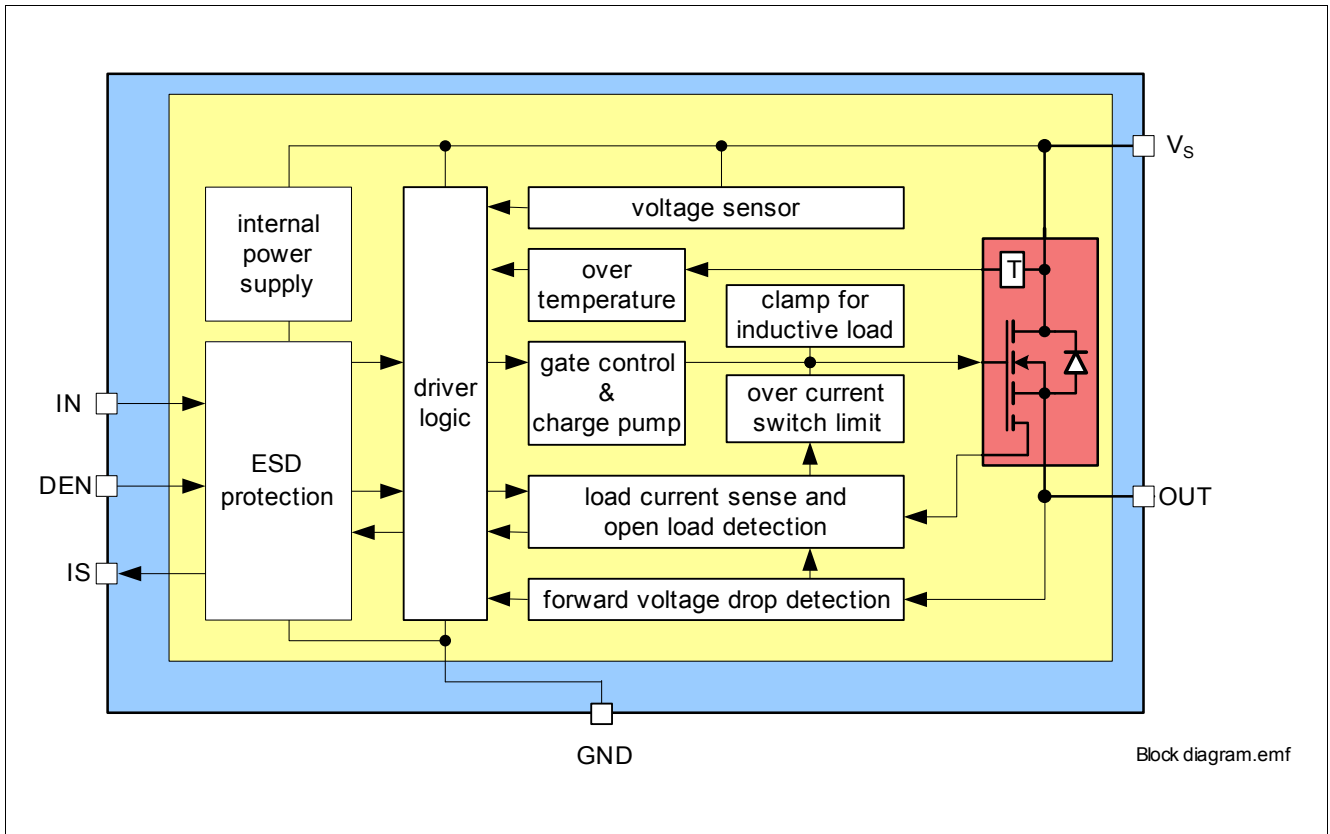 V_S
voltage sensor
internal
power
supply
over
temperature
T
clamp for
inductive load
gate control
&
charge pump
driver
logic
over current
switch limit
IN
ESD
protection
DEN
load current sense and
open load detection
OUT
IS
forward voltage drop detection
GND
Block diagram.emf